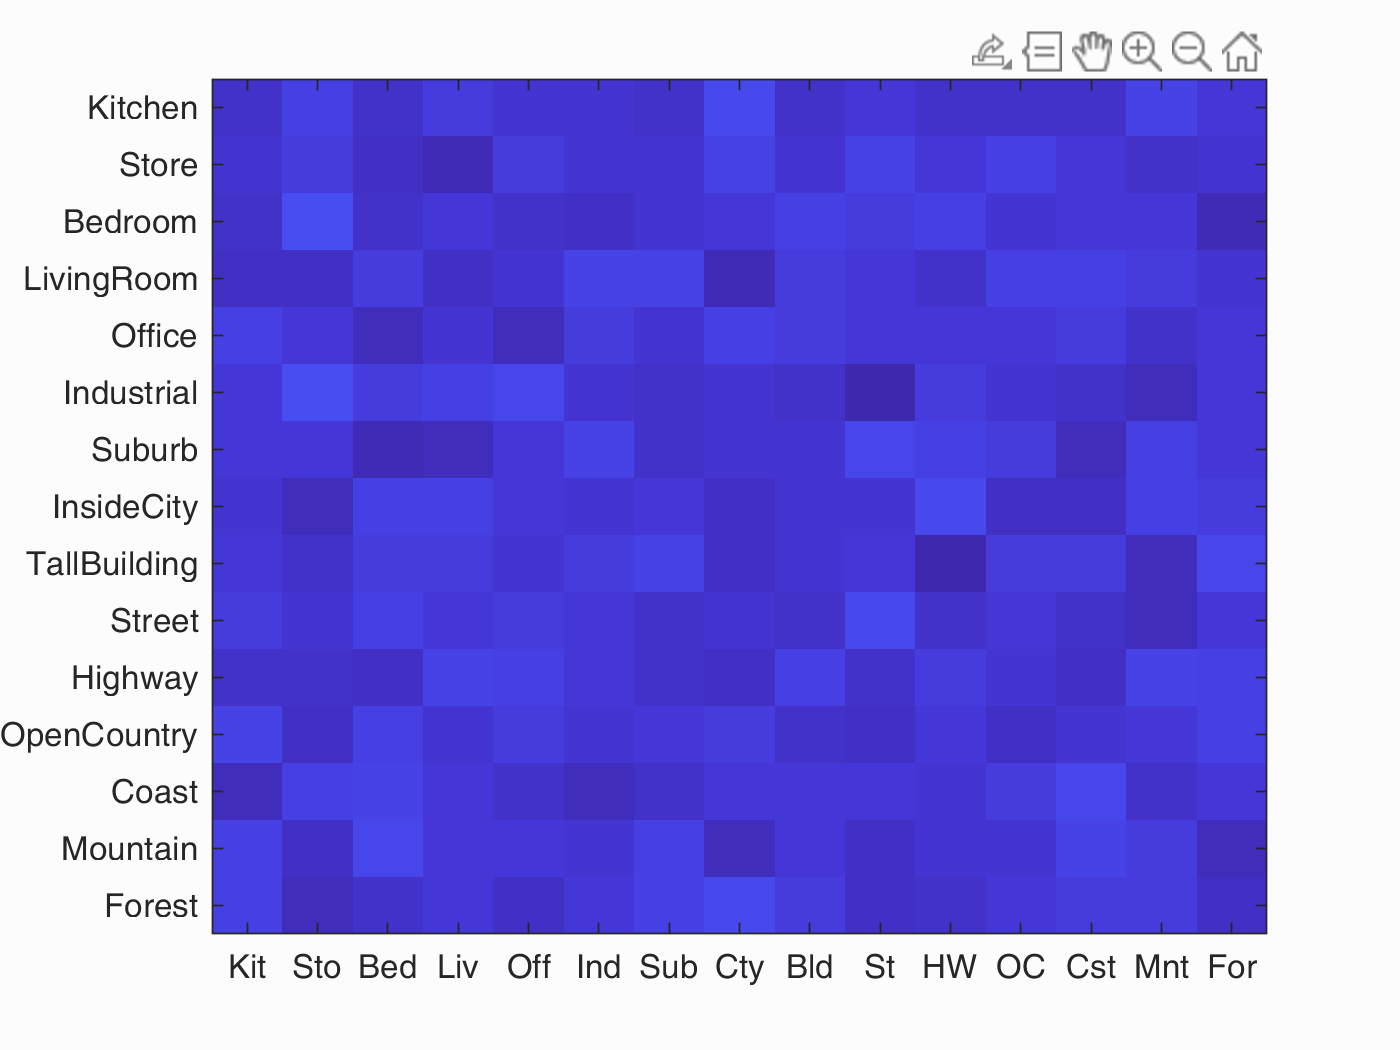 Kitchen
Store
Bedroom
LivingRoom
Office
Industrial
Suburb
InsideCity
TallBuilding
Street
Highway
OpenCountry
Coast
Mountain
Forest
Kit Sto Bed Liv Off Ind Sub Cty Bld St HW OC Cst Mnt For